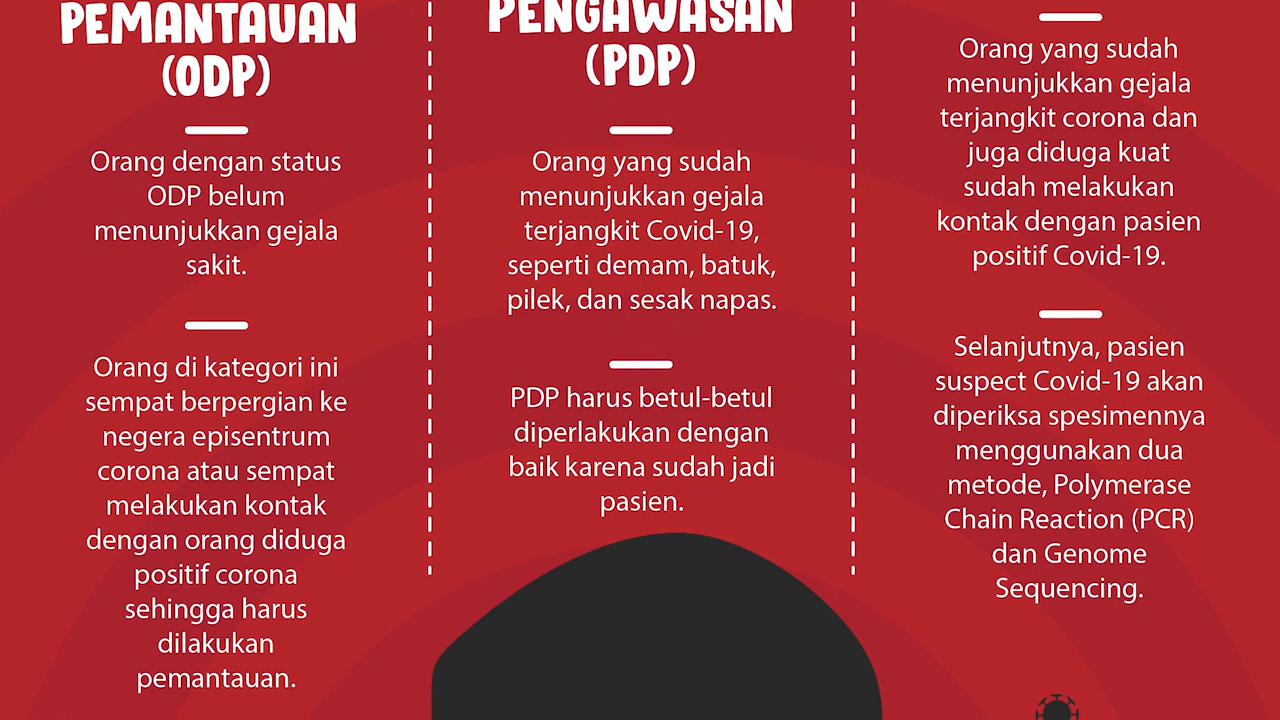 PEMANTAUAN
(ODP)
Orang dengan status
ODP belum
menunjukkan gejala
sakit.
Orang di kategori ini
sempat berpergian ke
negera episentrum
corona atau sempat
melakukan kontak
dengan orang diduga
positif corona
sehingga harus
dilakukan
pemantauan.
PENGAWASAN
(PDP)
Orang yang sudah
menunjukkan gejala
terjangkit Covid-19,
seperti demam, batuk,
pilek, dan sesak napas.
PDP harus betul-betul
diperlakukan dengan
baik karena sudah jadi
pasien.
Orang yang sudah
menunjukkan gejala
terjangkit corona dan
juga diduga kuat
sudah melakukan
kontak dengan pasien
positif Covid-19.
Selanjutnya, pasien
suspect Covid-19 akan
diperiksa spesimennya
menggunakan dua
metode, Polymerase
Chain Reaction (PCR)
dan Genome
Sequencing.